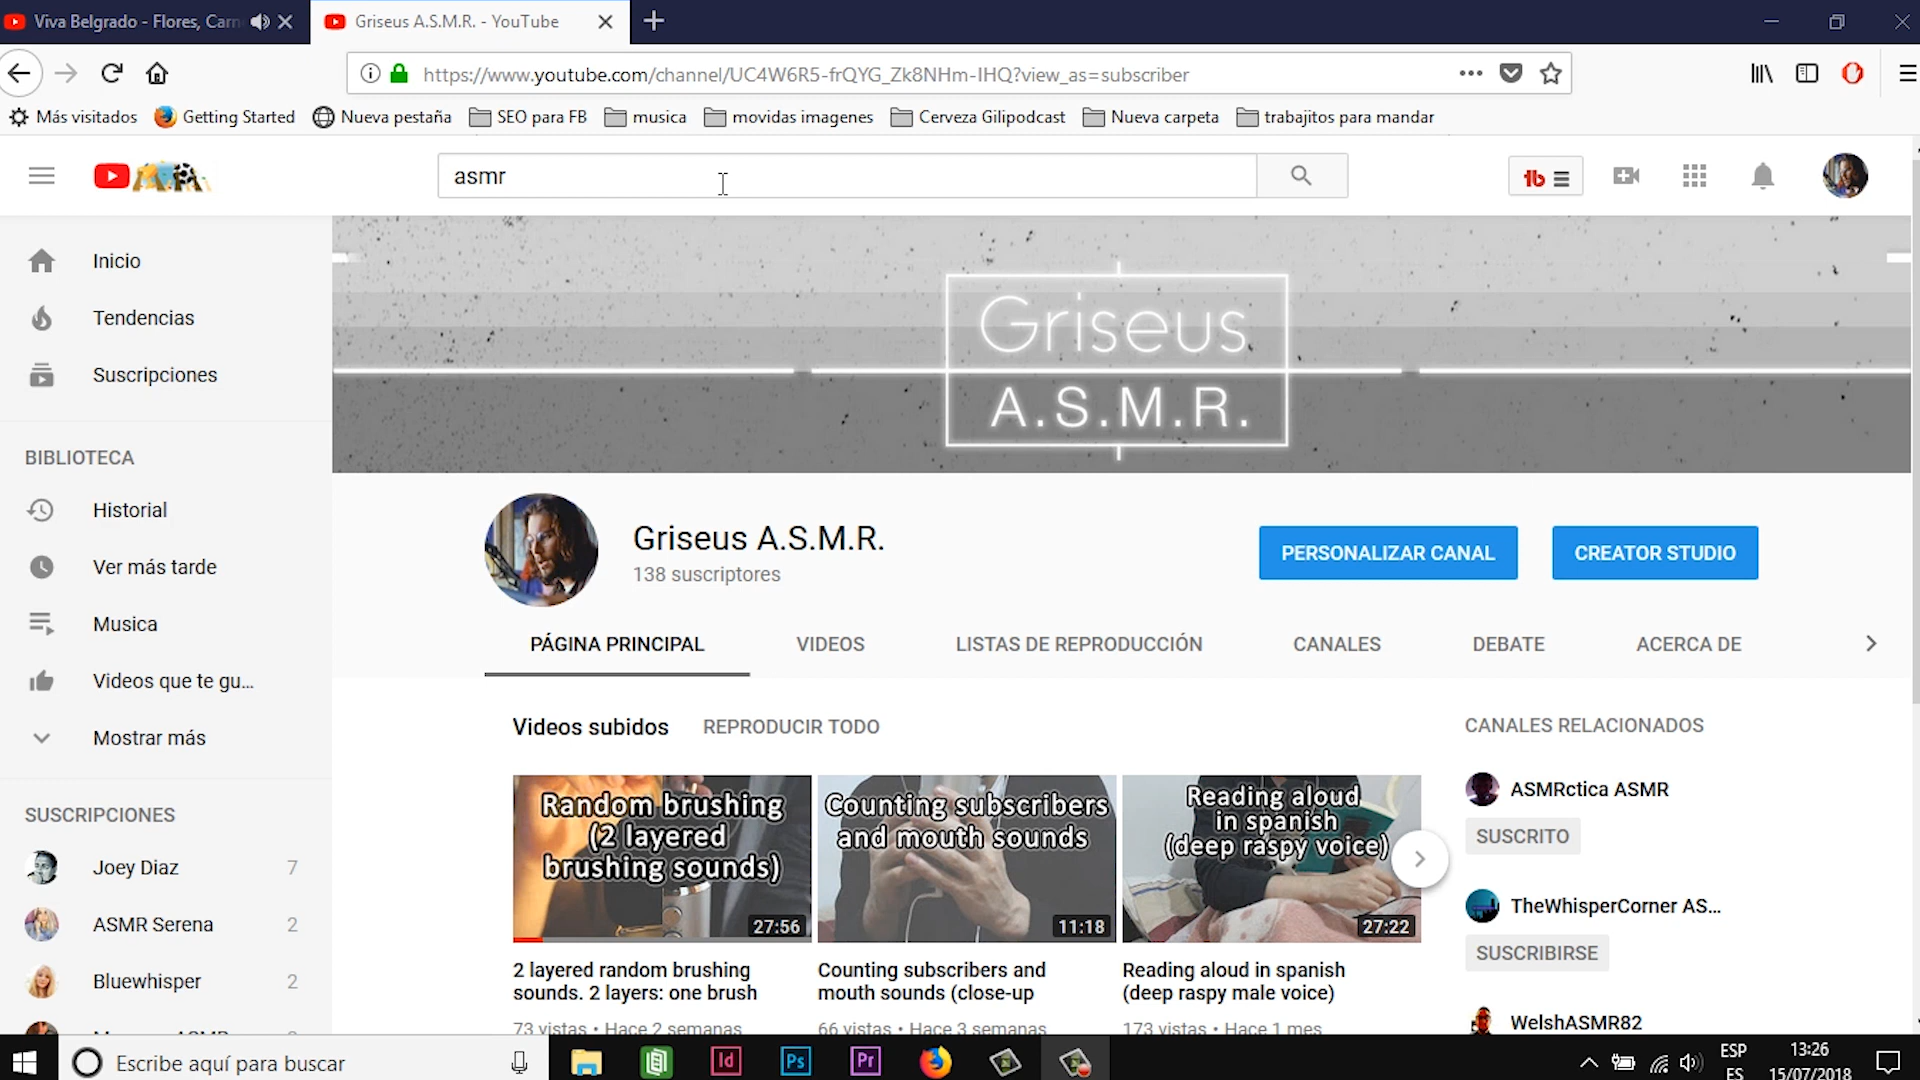 Viva Belgrado - Flores, Carn
Griseus A.S.M.R. - YouTube
https://www.youtube.com/channel/UC4W6R5-frQYG_Zk8NHm-IHQ?view_as=subscriber
Más visitados Getting Started Nueva pestaña SEO para FB musica movidas imagenes Cerveza Gilipodcast Nueva carpeta trabajitos para mandar
asmr
Inicio
Tendencias
Suscripciones
BIBLIOTECA
Historial
Ver más tarde
Musica
Videos que te gu...
Mostrar más
SUSCRIPCIONES
Joey Diaz 7
ASMR Serena 2
Bluewhisper 2
Griseus
A.S.M.R.
Griseus A.S.M.R.
138 suscriptores
PERSONALIZAR CANAL CREATOR STUDIO
PÁGINA PRINCIPAL VIDEOS LISTAS DE REPRODUCCIÓN CANALES DEBATE ACERCA DE
Videos subidos REPRODUCIR TODO
Random brushing
(2 layered
brushing sounds)
27:56
2 layered random brushing
sounds. 2 layers: one brush
73 vistas • Hace 2 semanas
Counting subscribers
and mouth sounds
11:18
Counting subscribers and
mouth sounds (close-up
66 vistas • Hace 3 semanas
Reading aloud
in spanish
(deep raspy voice)
27:22
Reading aloud in spanish
(deep raspy male voice)
173 vistas • Hace 1 mes
CANALES RELACIONADOS
ASMRctica ASMR
SUSCRITO
TheWhisperCorner AS...
SUSCRIBIRSE
WelshASMR82
Escribe aquí para buscar
Id
Ps
Pr
ESP
ES
13:26
15/07/2018